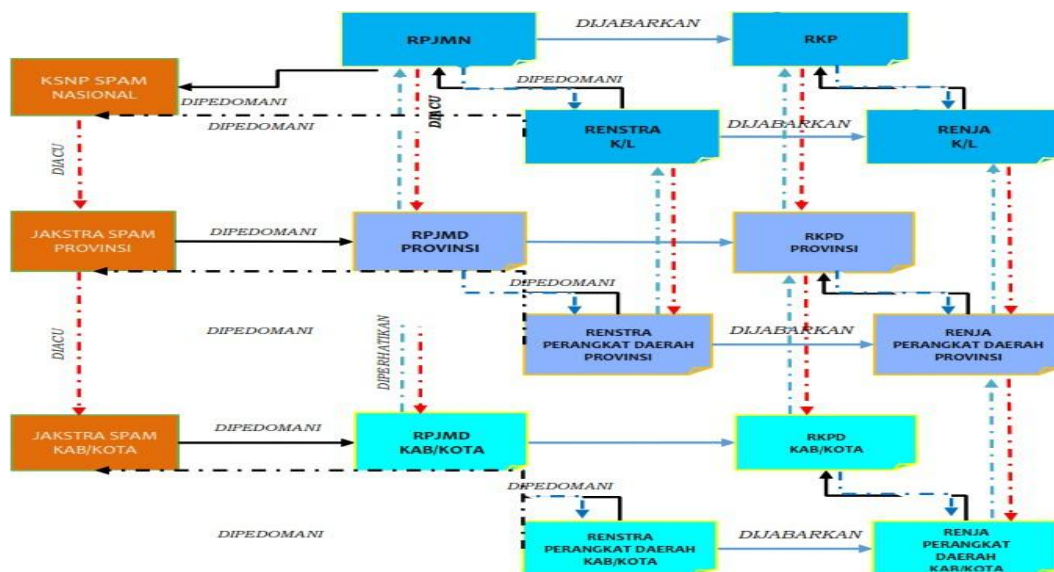 DIJABARKAN
RPJMN
RKP
KSNP SPAM
NASIONAL
DIPEDOMANI
DIPEDOMANI
DIACU
DIPEDOMANI
RENSTRA
K/L
DIJABARKAN
RENJA
K/L
DIACU
JAKSTRA SPAM
PROVINSI
DIPEDOMANI
RPJMD
PROVINSI
RKPD
PROVINSI
DIPEDOMANI
DIPEDOMANI
RENSTRA
PERANGKAT DAERAH
PROVINSI
DIJABARKAN
RENJA
PERANGKAT DAERAH
PROVINSI
DIACU
DIPERHATIKAN
JAKSTRA SPAM
KAB/KOTA
DIPEDOMANI
RPJMD
KAB/KOTA
RKPD
KAB/KOTA
DIPEDOMANI
DIPEDOMANI
RENSTRA
PERANGKAT DAERAH
KAB/KOTA
DIJABARKAN
RENJA
PERANGKAT
DAERAH
KAB/KOTA